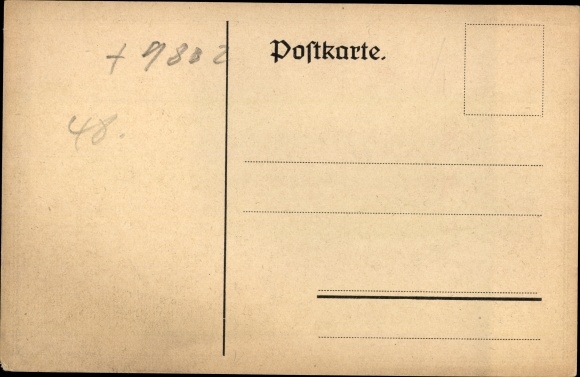 + 9802
Postkarte.
48.